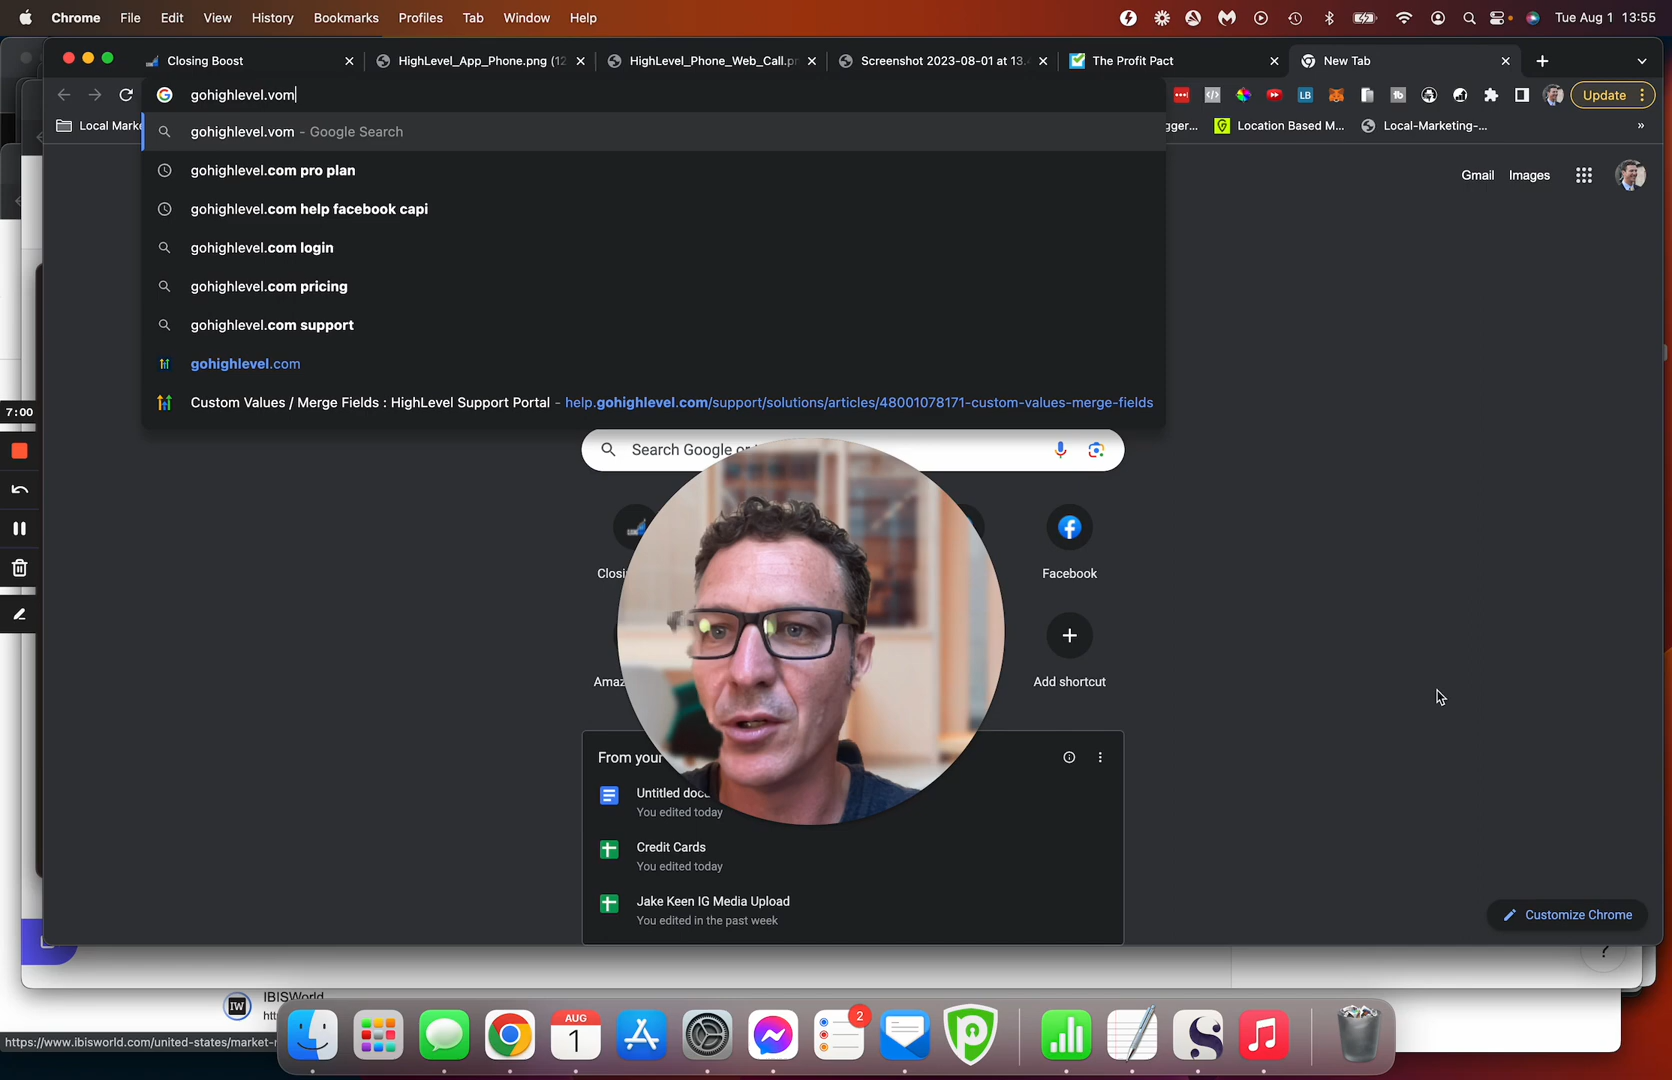 Chrome File Edit View History Bookmarks Profiles Tab Window Help Tue Aug 1 13:55
Closing Boost HighLevel_App_Phone.png (12 HighLevel_Phone_Web_Call.pr Screenshot 2023-08-01 at 13. The Profit Pact New Tab
gohighlevel.vom Update
Local Marke gger... Location Based M... Local-Marketing-... »
gohighlevel.vom - Google Search
gohighlevel.com pro plan
Gmail Images
gohighlevel.com help facebook capi
gohighlevel.com login
gohighlevel.com pricing
gohighlevel.com support
gohighlevel.com
Custom Values / Merge Fields : HighLevel Support Portal - help.gohighlevel.com/support/solutions/articles/48001078171-custom-values-merge-fields
7:00
Search Google or
Closi Facebook
Amaz Add shortcut
From your
Untitled doc
You edited today
Credit Cards
You edited today
Jake Keen IG Media Upload
You edited in the past week
Customize Chrome
?
IW IBISWorld
htt
https://www.ibisworld.com/united-states/market-r
AUG
1
2